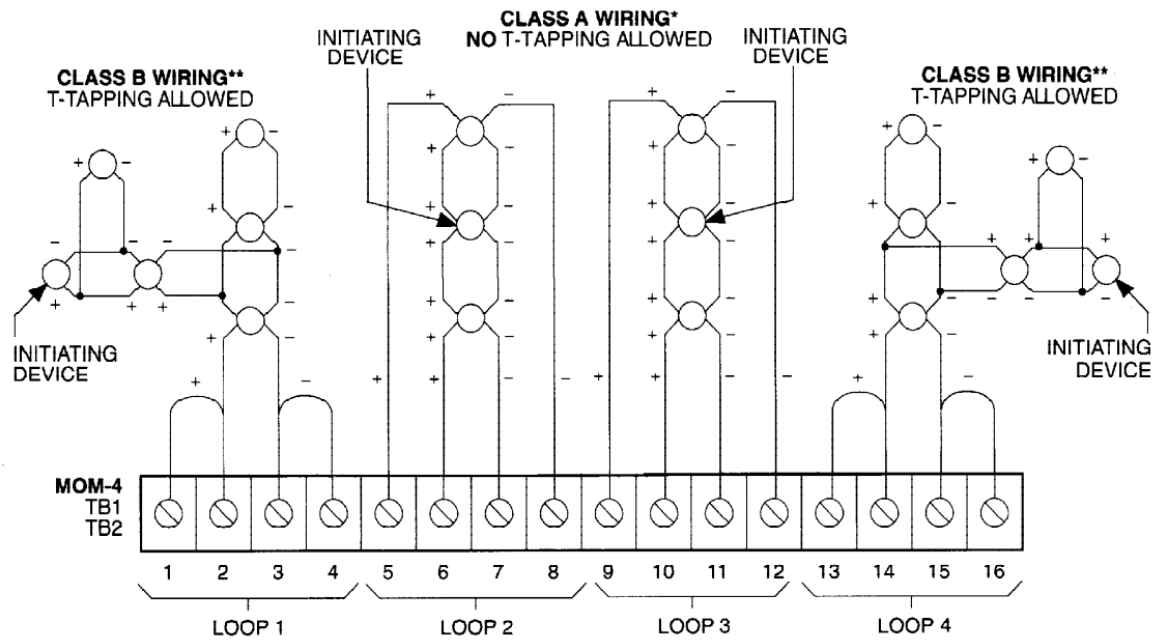 CLASS A WIRING*
NO T-TAPPING ALLOWED
INITIATING
DEVICE
INITIATING
DEVICE
CLASS B WIRING**
T-TAPPING ALLOWED
CLASS B WIRING**
T-TAPPING ALLOWED
+ - + -
+ - + -
+ - + -
+ - + -
+ - + -
+ - + -
+ - + -
+ - + -
- - - + + +
+ + + - - -
+ - + - + - + -
+ - + - + - + -
INITIATING
DEVICE
INITIATING
DEVICE
+ - + + - - + + - - + -
MOM-4
TB1
TB2
1 2 3 4 5 6 7 8 9 10 11 12 13 14 15 16
LOOP 1 LOOP 2 LOOP 3 LOOP 4